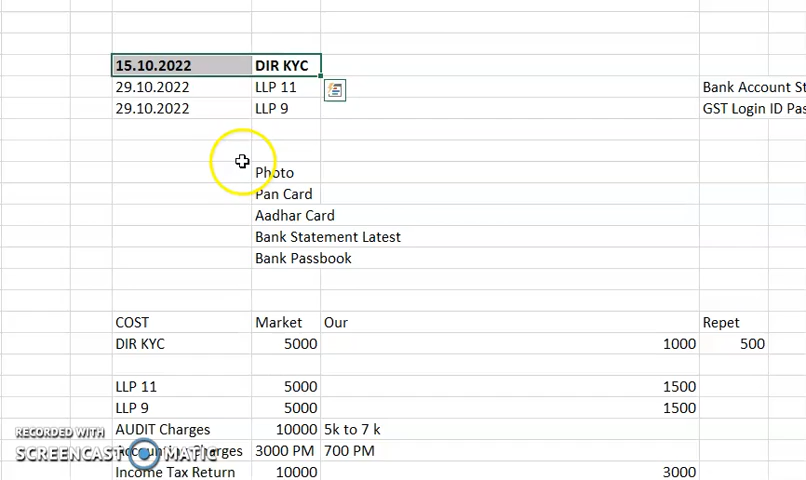 15.10.2022 DIR KYC
29.10.2022 LLP 11 Bank Account St
29.10.2022 LLP 9 GST Login ID Pas
Photo
Pan Card
Aadhar Card
Bank Statement Latest
Bank Passbook
COST Market Our Repet
DIR KYC 5000 1000 500
LLP 11 5000 1500
LLP 9 5000 1500
AUDIT Charges 10000 5k to 7 k
RECORDED WITH
Charges 3000 PM 700 PM
SCREENCAST MATIC
Income Tax Return 10000 3000